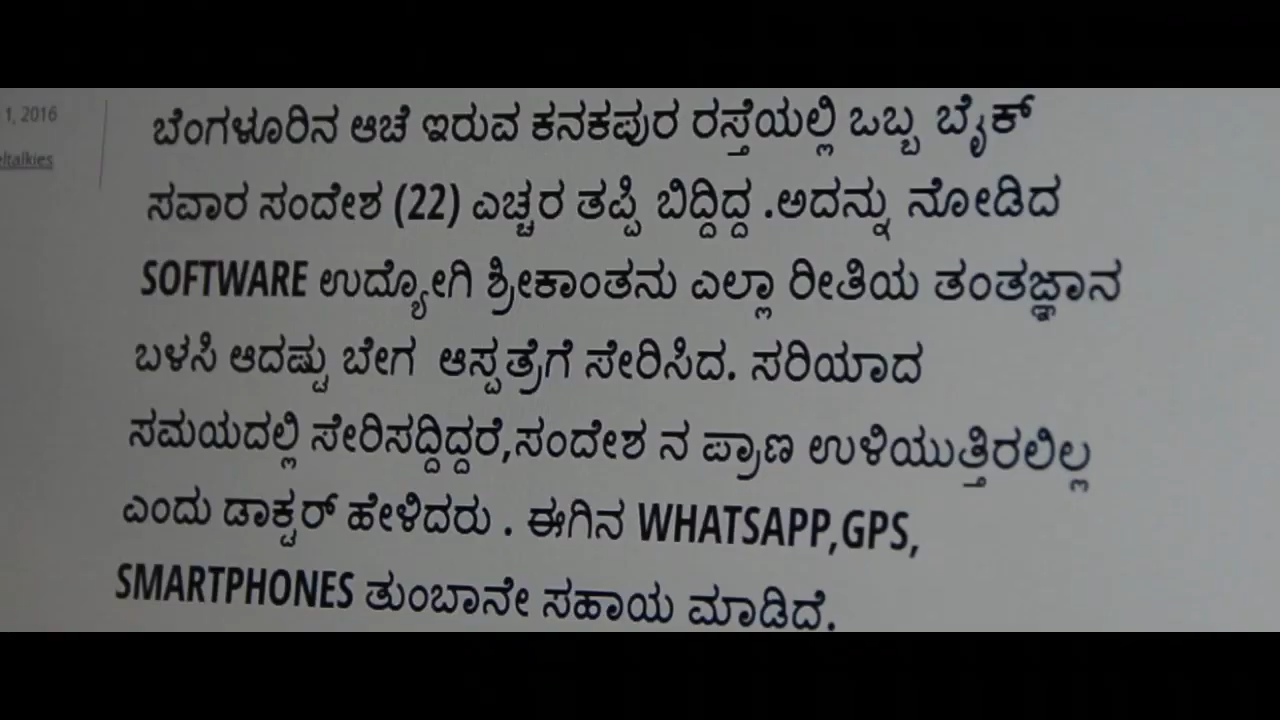 1, 2016
ltalkies
ಬೆಂಗಳೂರಿನ ಆಚೆ ಇರುವ ಕನಕಪುರ ರಸ್ತೆಯಲ್ಲಿ ಒಬ್ಬ ಬೈಕ್
ಸವಾರ ಸಂದೇಶ (22) ಎಚ್ಚರ ತಪ್ಪಿ ಬಿದ್ದಿದ್ದ .ಅದನ್ನು ನೋಡಿದ
SOFTWARE ಉದ್ಯೋಗಿ ಶ್ರೀಕಾಂತನು ಎಲ್ಲಾ ರೀತಿಯ ತಂತಜ್ಞಾನ
ಬಳಸಿ ಆದಷ್ಟು ಬೇಗ ಆಸ್ಪತ್ರೆಗೆ ಸೇರಿಸಿದ. ಸರಿಯಾದ
ಸಮಯದಲ್ಲಿ ಸೇರಿಸದ್ದಿದ್ದರೆ,ಸಂದೇಶ ನ ಪ್ರಾಣ ಉಳಿಯುತ್ತಿರಲಿಲ್ಲ
ಎಂದು ಡಾಕ್ಟರ್ ಹೇಳಿದರು . ಈಗಿನ WHATSAPP,GPS,
SMARTPHONES ತುಂಬಾನೇ ಸಹಾಯ ಮಾಡಿದೆ.